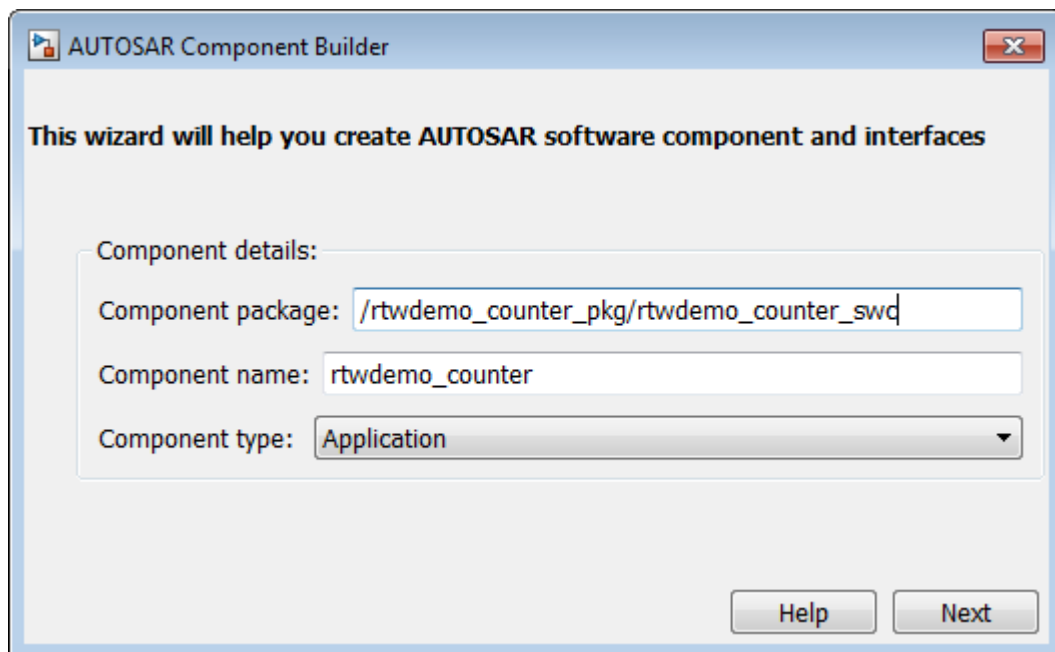 AUTOSAR Component Builder
This wizard will help you create AUTOSAR software component and interfaces
Component details:
Component package: /rtwdemo_counter_pkg/rtwdemo_counter_swc
Component name: rtwdemo_counter
Component type: Application
Help Next